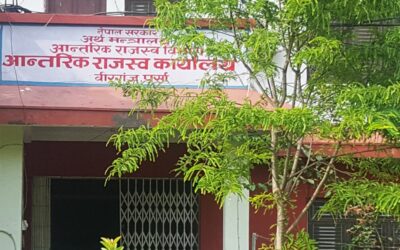 नेपाल सरकार
अर्थ मन्त्रालय
आन्तरिक राजस्व विभाग
आन्तरिक राजस्व कार्यालय
वीरगंज पर्सा